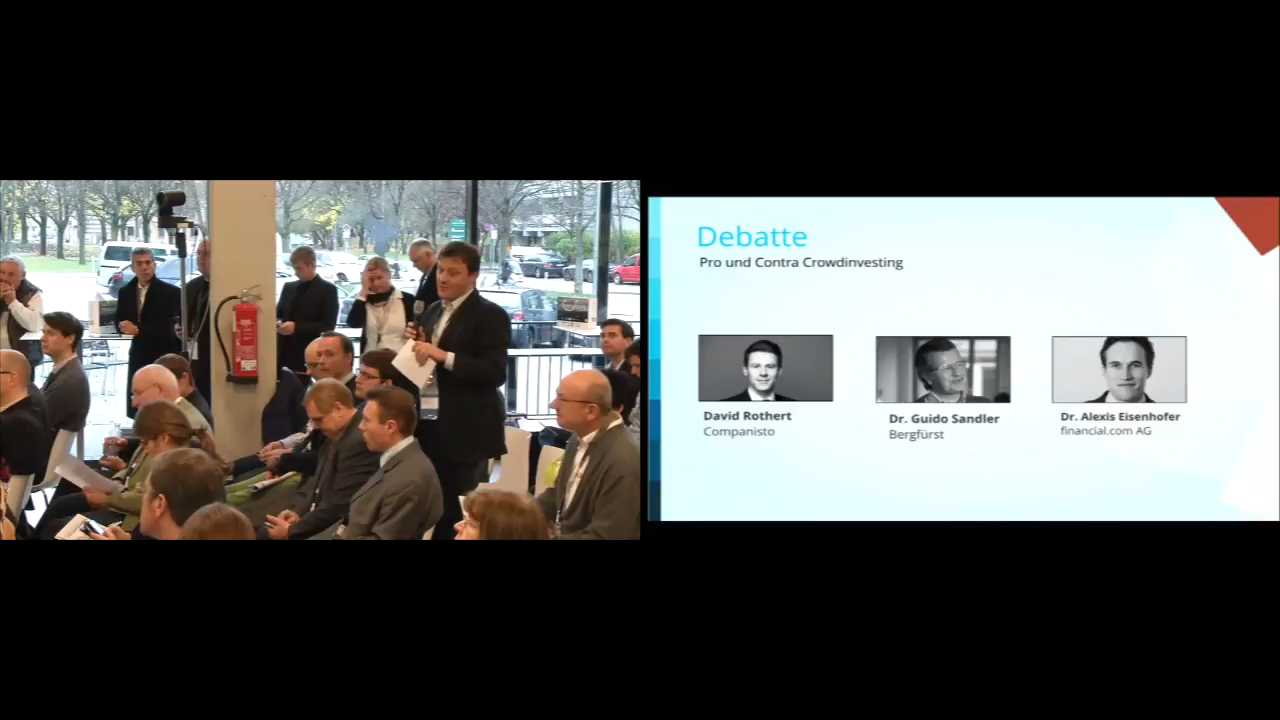 Debatte
Pro und Contra Crowdinvesting
David Rothert
Companisto
Dr. Guido Sandler
Bergfürst
Dr. Alexis Eisenhofer
financial.com AG